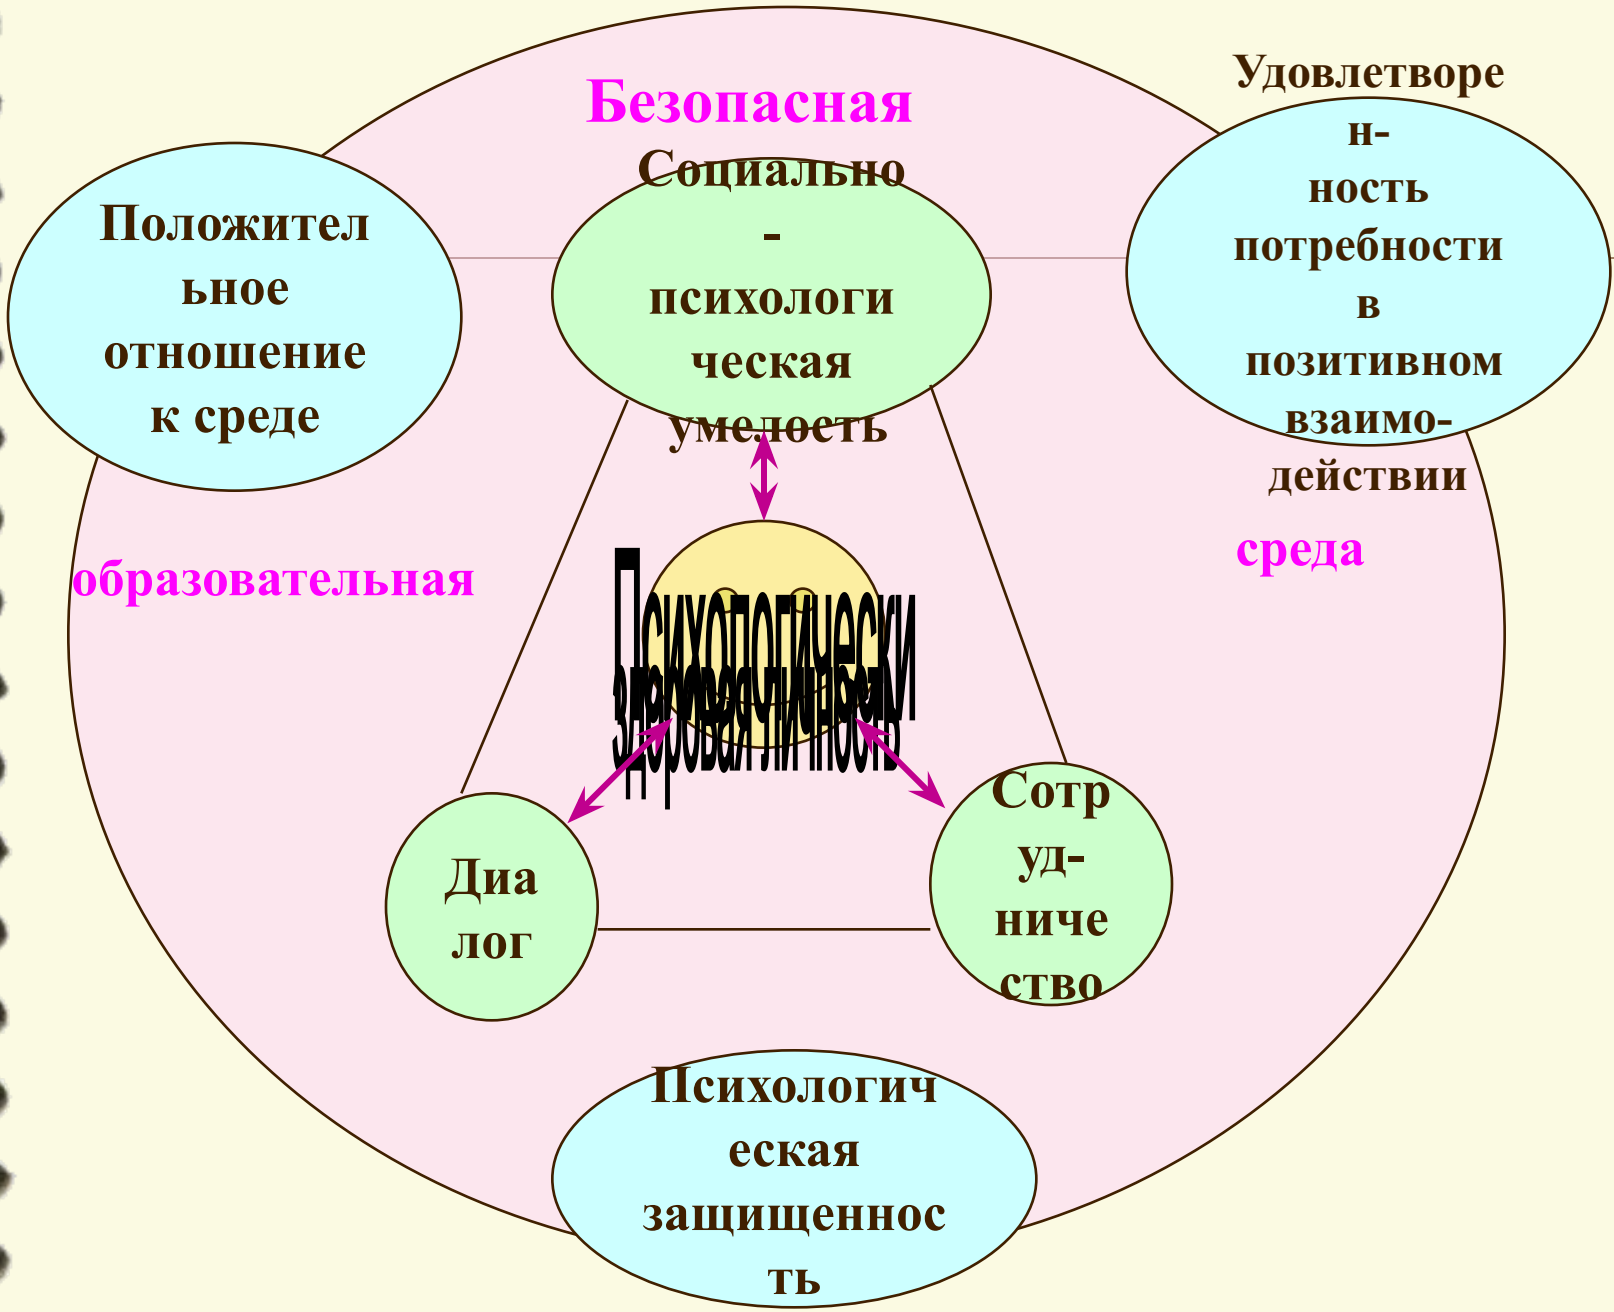 Безопасная
Положител
ьное
отношение
к среде
Социально
-
психологи
ческая
умелость
Удовлетворе
н-
ность
потребности
в
позитивном
взаимо-
действии
образовательная
среда
Психологически
здоровая личность
Диа
лог
Сотр
уд-
ниче
ство
Психологич
еская
защищеннос
ть